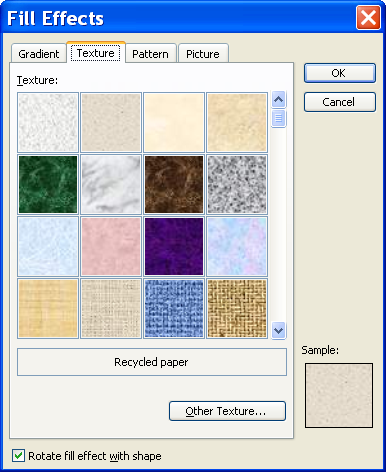 Fill Effects
Gradient
Texture
Pattern
Picture
Texture:
OK
Cancel
Recycled paper
Sample:
Other Texture...
Rotate fill effect with shape